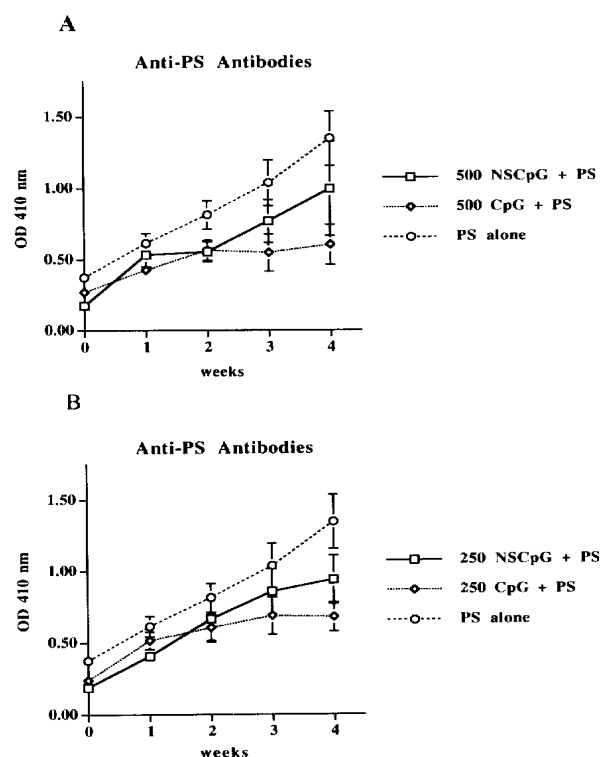 A
Anti-PS Antibodies
1.50
1.00
0.50
0.00
OD 410 nm
0 1 2 3 4
weeks
500 NSCpG + PS
500 CpG + PS
PS alone
B
Anti-PS Antibodies
1.50
1.00
0.50
0.00
OD 410 nm
0 1 2 3 4
weeks
250 NSCpG + PS
250 CpG + PS
PS alone